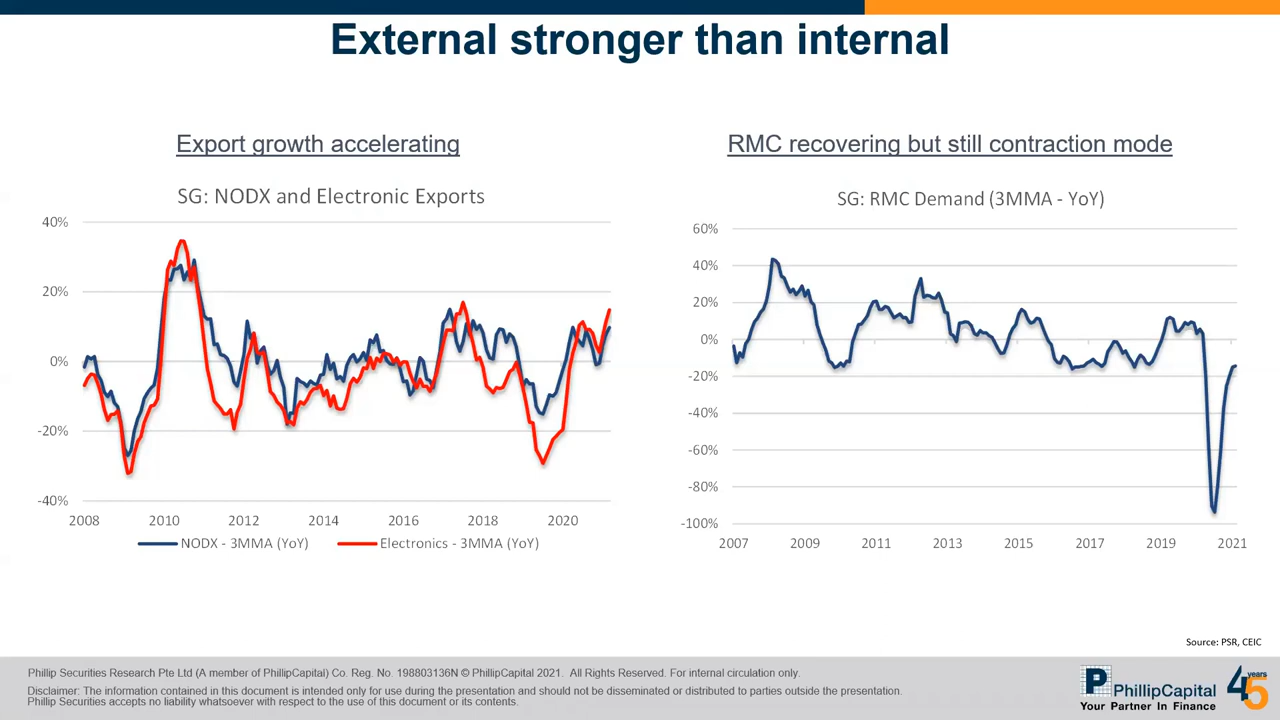 External stronger than internal
Export growth accelerating
SG: NODX and Electronic Exports
40%
20%
0%
-20%
-40%
2008 2010 2012 2014 2016 2018 2020
NODX - 3MMA (YoY) Electronics - 3MMA (YoY)
RMC recovering but still contraction mode
SG: RMC Demand (3MMA - YoY)
60%
40%
20%
0%
-20%
-40%
-60%
-80%
-100%
2007 2009 2011 2013 2015 2017 2019 2021
Source: PSR, CEIC
Phillip Securities Research Pte Ltd (A member of PhillipCapital) Co. Reg. No. 198803136N © PhillipCapital 2021. All Rights Reserved. For internal circulation only.
Disclaimer: The information contained in this document is intended only for use during the presentation and should not be disseminated or distributed to parties outside the presentation.
Phillip Securities accepts no liability whatsoever with respect to the use of this document or its contents.
P PhillipCapital
Your Partner In Finance
45 years